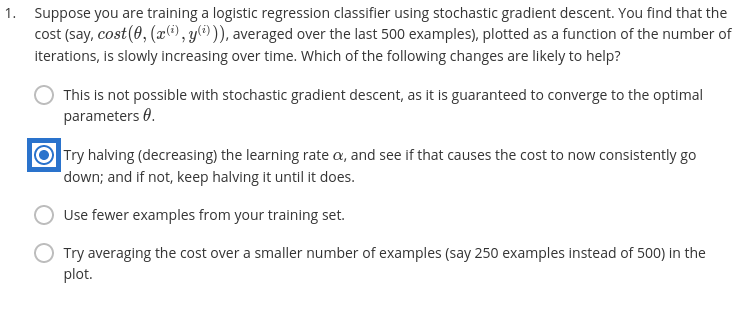 1. Suppose you are training a logistic regression classifier using stochastic gradient descent. You find that the
cost (say, cost(θ, (x⁽ⁱ⁾, y⁽ⁱ⁾)), averaged over the last 500 examples), plotted as a function of the number of
iterations, is slowly increasing over time. Which of the following changes are likely to help?
This is not possible with stochastic gradient descent, as it is guaranteed to converge to the optimal
parameters θ.
Try halving (decreasing) the learning rate α, and see if that causes the cost to now consistently go
down; and if not, keep halving it until it does.
Use fewer examples from your training set.
Try averaging the cost over a smaller number of examples (say 250 examples instead of 500) in the
plot.